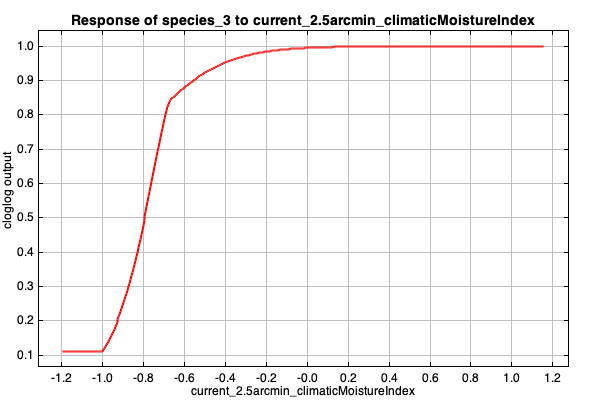 Response of species_3 to current_2.5arcmin_climaticMoistureIndex
1.0
0.9
0.8
0.7
0.6
0.5
0.4
0.3
0.2
0.1
cloglog output
-1.2 -1.0 -0.8 -0.6 -0.4 -0.2 -0.0 0.2 0.4 0.6 0.8 1.0 1.2
current_2.5arcmin_climaticMoistureIndex